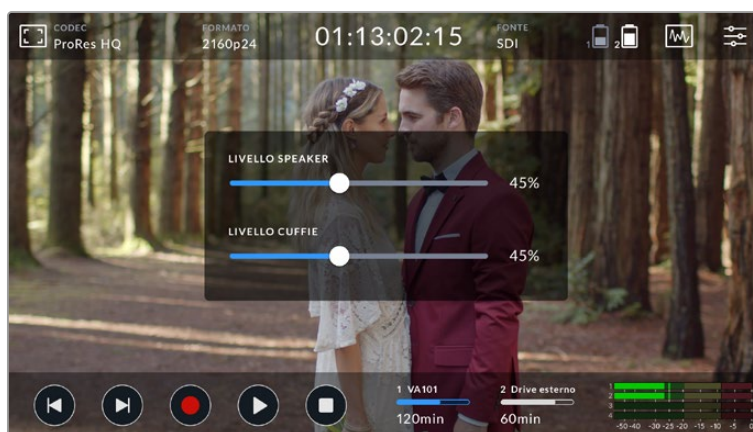 CODEC
ProRes HQ
FORMATO
2160p24
01:13:02:15
FONTE
SDI
1
2
LIVELLO SPEAKER
45%
LIVELLO CUFFIE
45%
1 VA101
120min
2 Drive esterno
60min
1
2
3
4
-50 -40 -30 -25 -20 -15 -10 -5 0